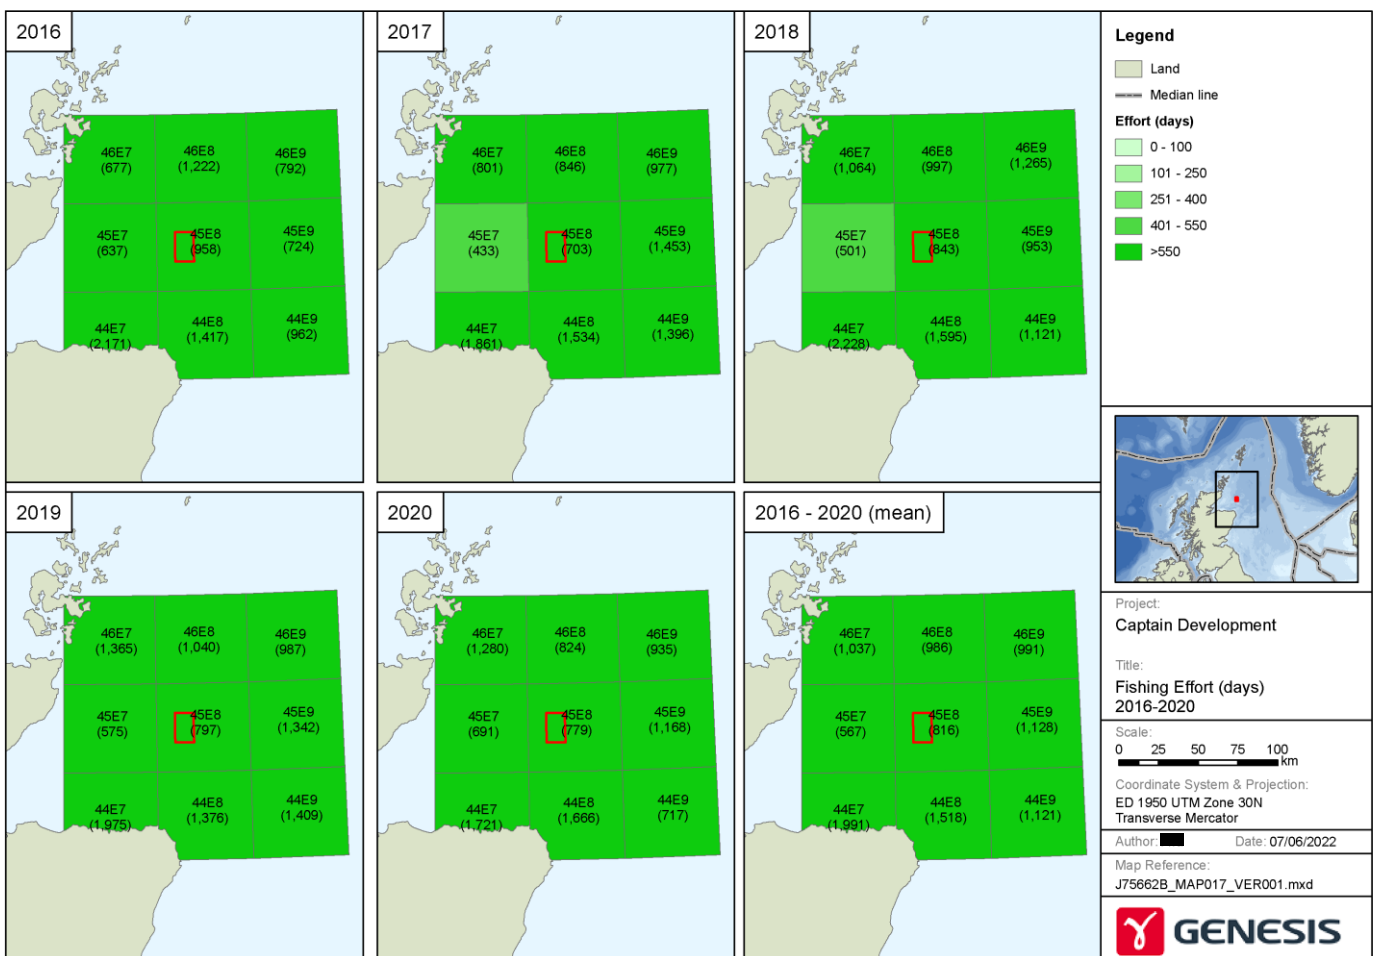 2016
46E7
(677)
46E8
(1,222)
46E9
(792)
45E7
(637)
45E8
(958)
45E9
(724)
44E7
(2,171)
44E8
(1,417)
44E9
(962)
2017
46E7
(801)
46E8
(846)
46E9
(977)
45E7
(433)
45E8
(703)
45E9
(1,453)
44E7
(1,861)
44E8
(1,534)
44E9
(1,396)
2018
46E7
(1,064)
46E8
(997)
46E9
(1,265)
45E7
(501)
45E8
(843)
45E9
(953)
44E7
(2,228)
44E8
(1,595)
44E9
(1,121)
2019
46E7
(1,365)
46E8
(1,040)
46E9
(987)
45E7
(575)
45E8
(797)
45E9
(1,342)
44E7
(1,975)
44E8
(1,376)
44E9
(1,409)
2020
46E7
(1,280)
46E8
(824)
46E9
(935)
45E7
(691)
45E8
(779)
45E9
(1,168)
44E7
(1,721)
44E8
(1,666)
44E9
(717)
2016 - 2020 (mean)
46E7
(1,037)
46E8
(986)
46E9
(991)
45E7
(567)
45E8
(816)
45E9
(1,128)
44E7
(1,991)
44E8
(1,518)
44E9
(1,121)
Legend
Land
Median line
Effort (days)
0 - 100
101 - 250
251 - 400
401 - 550
>550
Project:
Captain Development
Title:
Fishing Effort (days)
2016-2020
Scale:
0 25 50 75 100
km
Coordinate System & Projection:
ED 1950 UTM Zone 30N
Transverse Mercator
Author: Date: 07/06/2022
Map Reference:
J75662B_MAP017_VER001.mxd
GENESIS